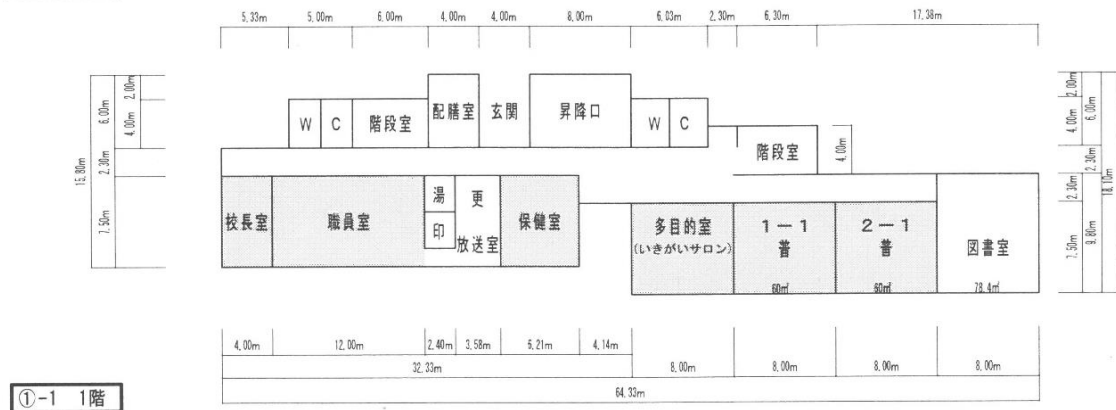 5.33m 5.00m 6.00m 4.00m 4.00m 8.00m 6.03m 2.30m 6.30m 17.38m
15.80m 6.00m 2.00m 4.00m 2.30m 7.50m
配膳室 玄関 昇降口
W C 階段室 W C
階段室 4.00m
2.00m 4.00m 6.00m 2.30m 2.30m 7.50m 9.80m 18.10m
校長室 職員室 湯 更 保健室
印 放送室
多目的室 1-1 2-1 図書室
(いきがいサロン) 普 普
60㎡ 60㎡ 78.4㎡
4.00m 12.00m 2.40m 3.58m 6.21m 4.14m
32.33m 8.00m 8.00m 8.00m 8.00m
64.33m
①-1 1階